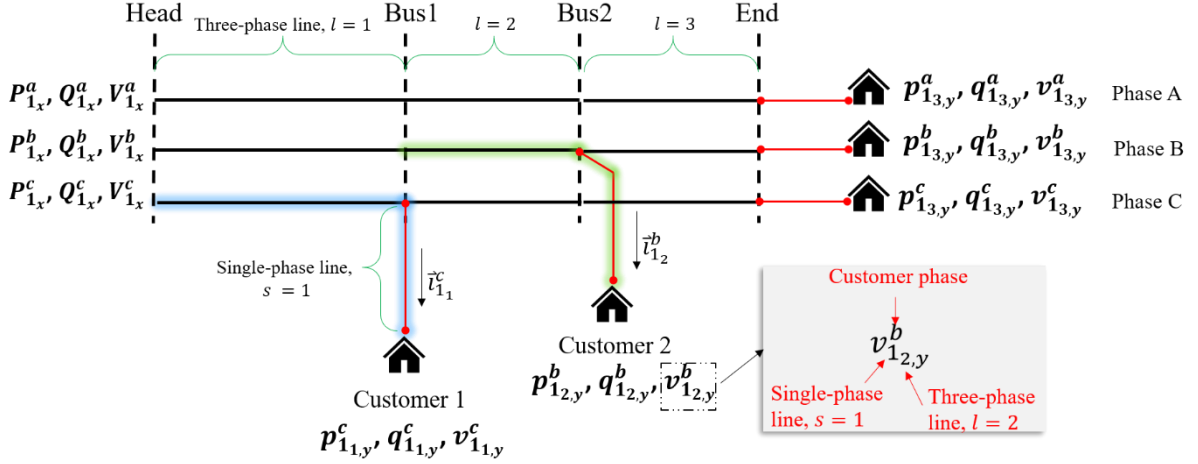 Head Bus1 Bus2 End
Three-phase line, l = 1 l = 2 l = 3
P^a_{1_x}, Q^a_{1_x}, V^a_{1_x} p^a_{1_{3,y}}, q^a_{1_{3,y}}, v^a_{1_{3,y}} Phase A
P^b_{1_x}, Q^b_{1_x}, V^b_{1_x} p^b_{1_{3,y}}, q^b_{1_{3,y}}, v^b_{1_{3,y}} Phase B
P^c_{1_x}, Q^c_{1_x}, V^c_{1_x} p^c_{1_{3,y}}, q^c_{1_{3,y}}, v^c_{1_{3,y}} Phase C
Single-phase line,
s = 1
\vec{i}^c_{1_1}
\vec{i}^b_{1_2}
Customer 2
p^b_{1_{2,y}}, q^b_{1_{2,y}}, v^b_{1_{2,y}}
Customer 1
p^c_{1_{1,y}}, q^c_{1_{1,y}}, v^c_{1_{1,y}}
Customer phase
v^b_{1_{2,y}}
Single-phase
line, s = 1
Three-phase
line, l = 2